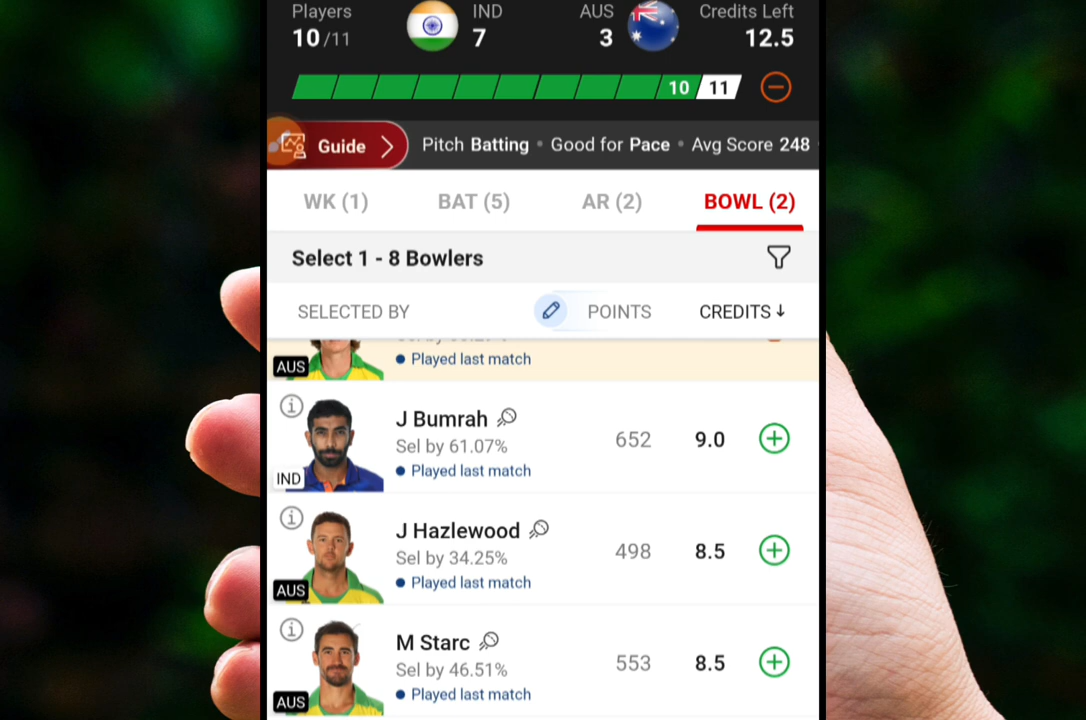 Players IND AUS Credits Left
10/11 7 3 12.5
10 11
Guide Pitch Batting • Good for Pace • Avg Score 248
WK (1) BAT (5) AR (2) BOWL (2)
Select 1 - 8 Bowlers
SELECTED BY POINTS CREDITS ↓
AUS • Played last match
J Bumrah
Sel by 61.07% 652 9.0
IND • Played last match
J Hazlewood
Sel by 34.25% 498 8.5
AUS • Played last match
M Starc
Sel by 46.51% 553 8.5
AUS • Played last match